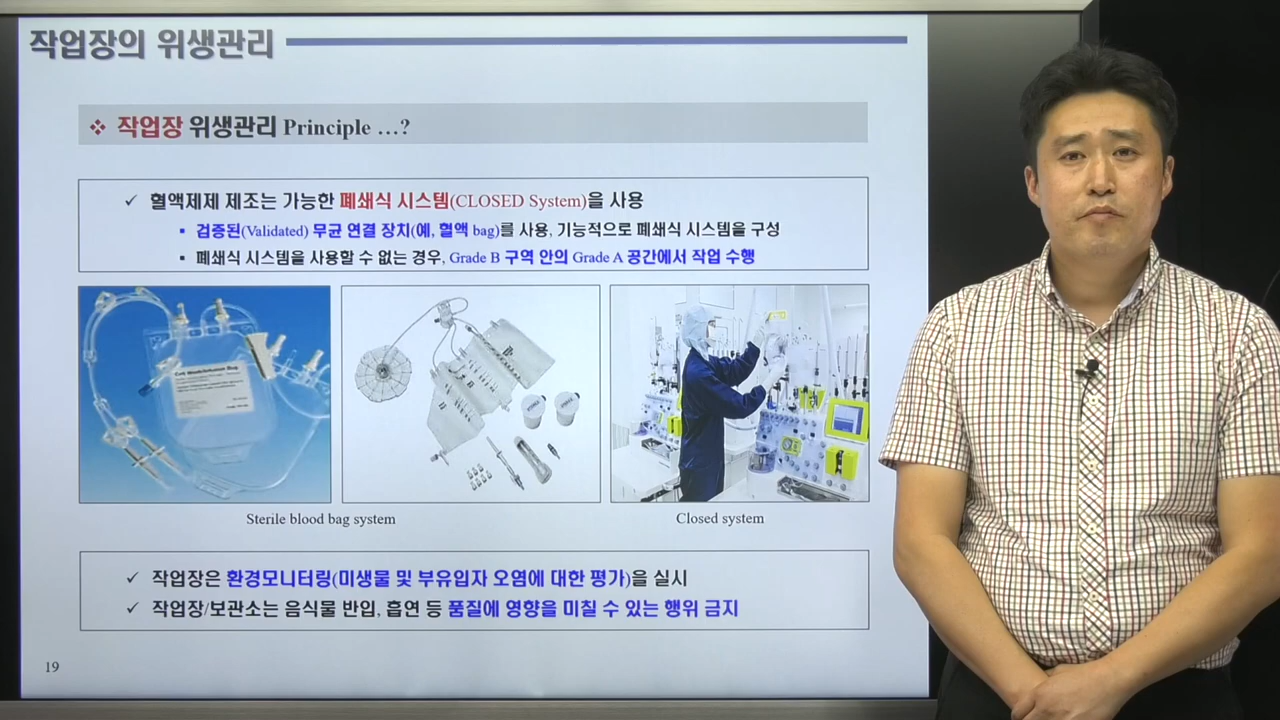 작업장의 위생관리
❖ 작업장 위생관리 Principle …?
✓ 혈액제제 제조는 가능한 폐쇄식 시스템(CLOSED System)을 사용
▪ 검증된(Validated) 무균 연결 장치(예, 혈액 bag)를 사용, 기능적으로 폐쇄식 시스템을 구성
▪ 폐쇄식 시스템을 사용할 수 없는 경우, Grade B 구역 안의 Grade A 공간에서 작업 수행
Sterile blood bag system
Closed system
✓ 작업장은 환경모니터링(미생물 및 부유입자 오염에 대한 평가)을 실시
✓ 작업장/보관소는 음식물 반입, 흡연 등 품질에 영향을 미칠 수 있는 행위 금지
19